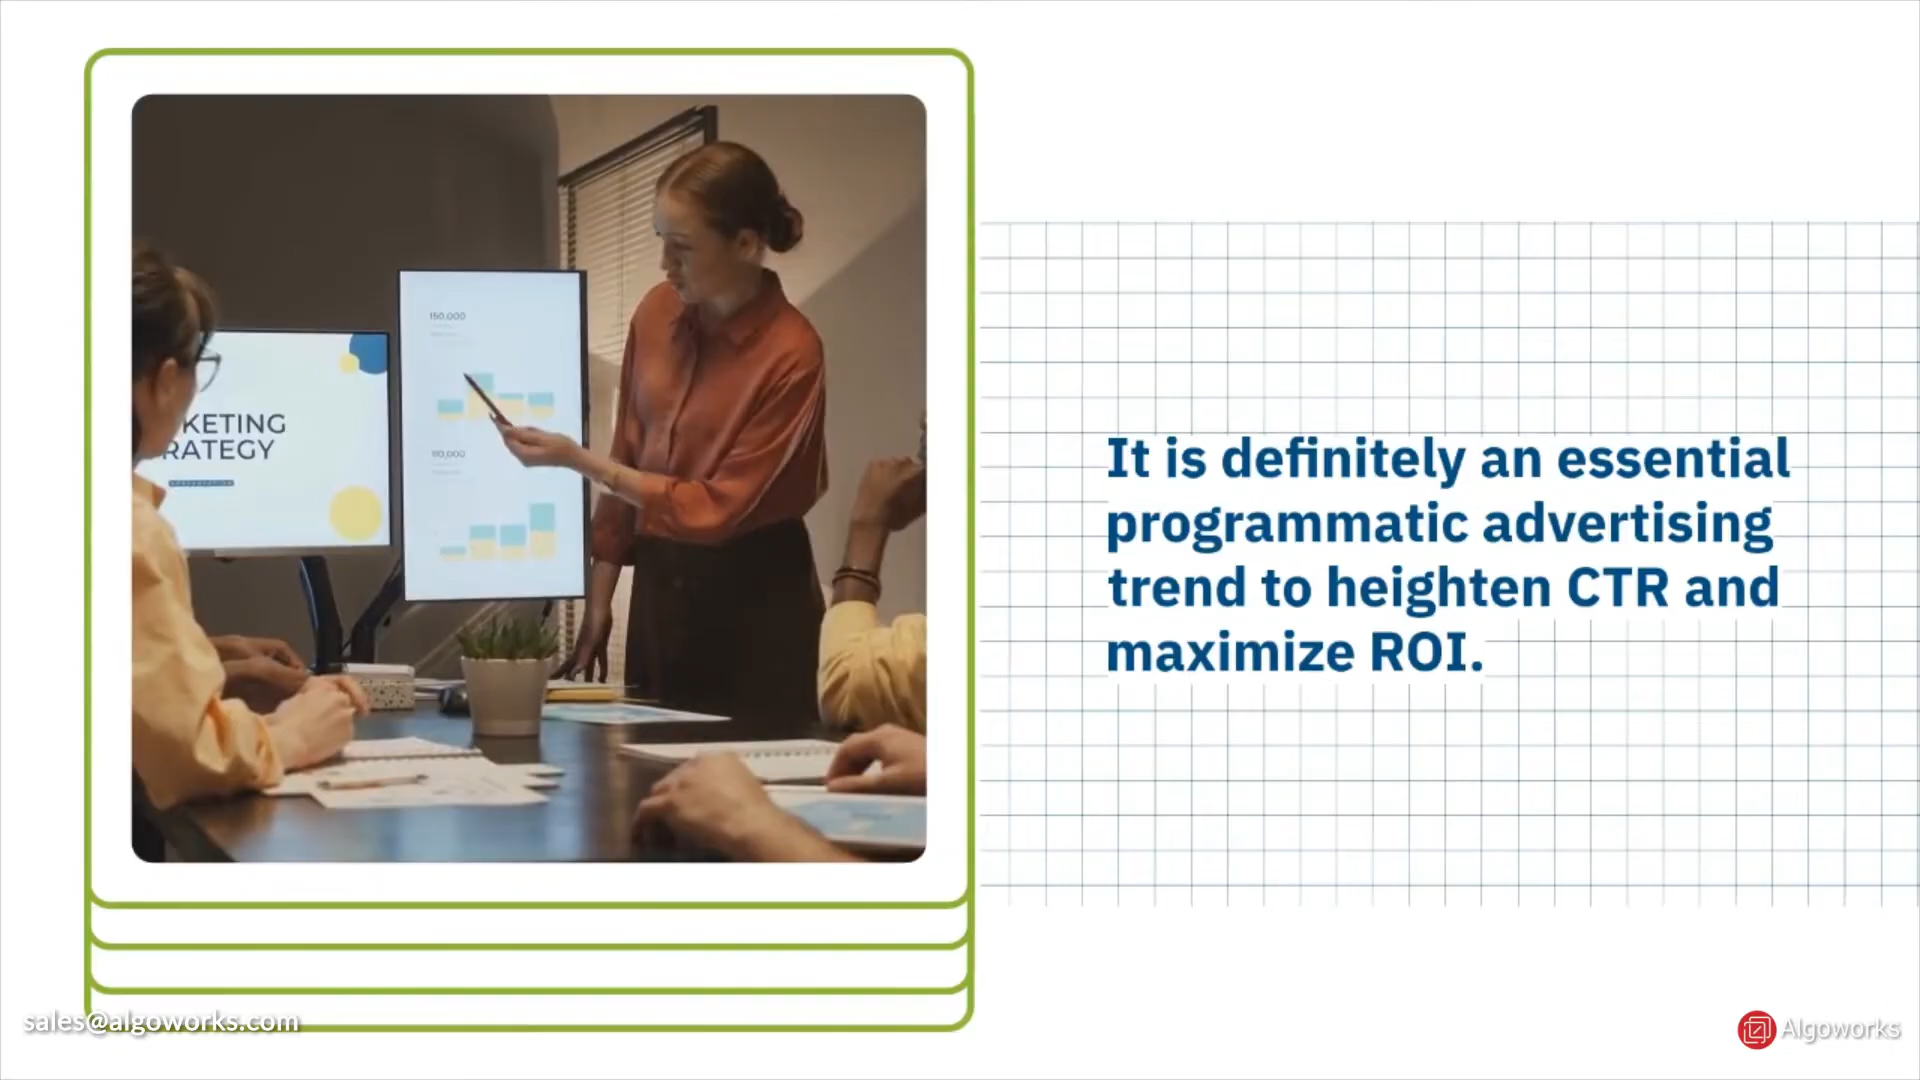 KETING
RATEGY
150,000
110,000
It is definitely an essential
programmatic advertising
trend to heighten CTR and
maximize ROI.
sales@algoworks.com
Algoworks